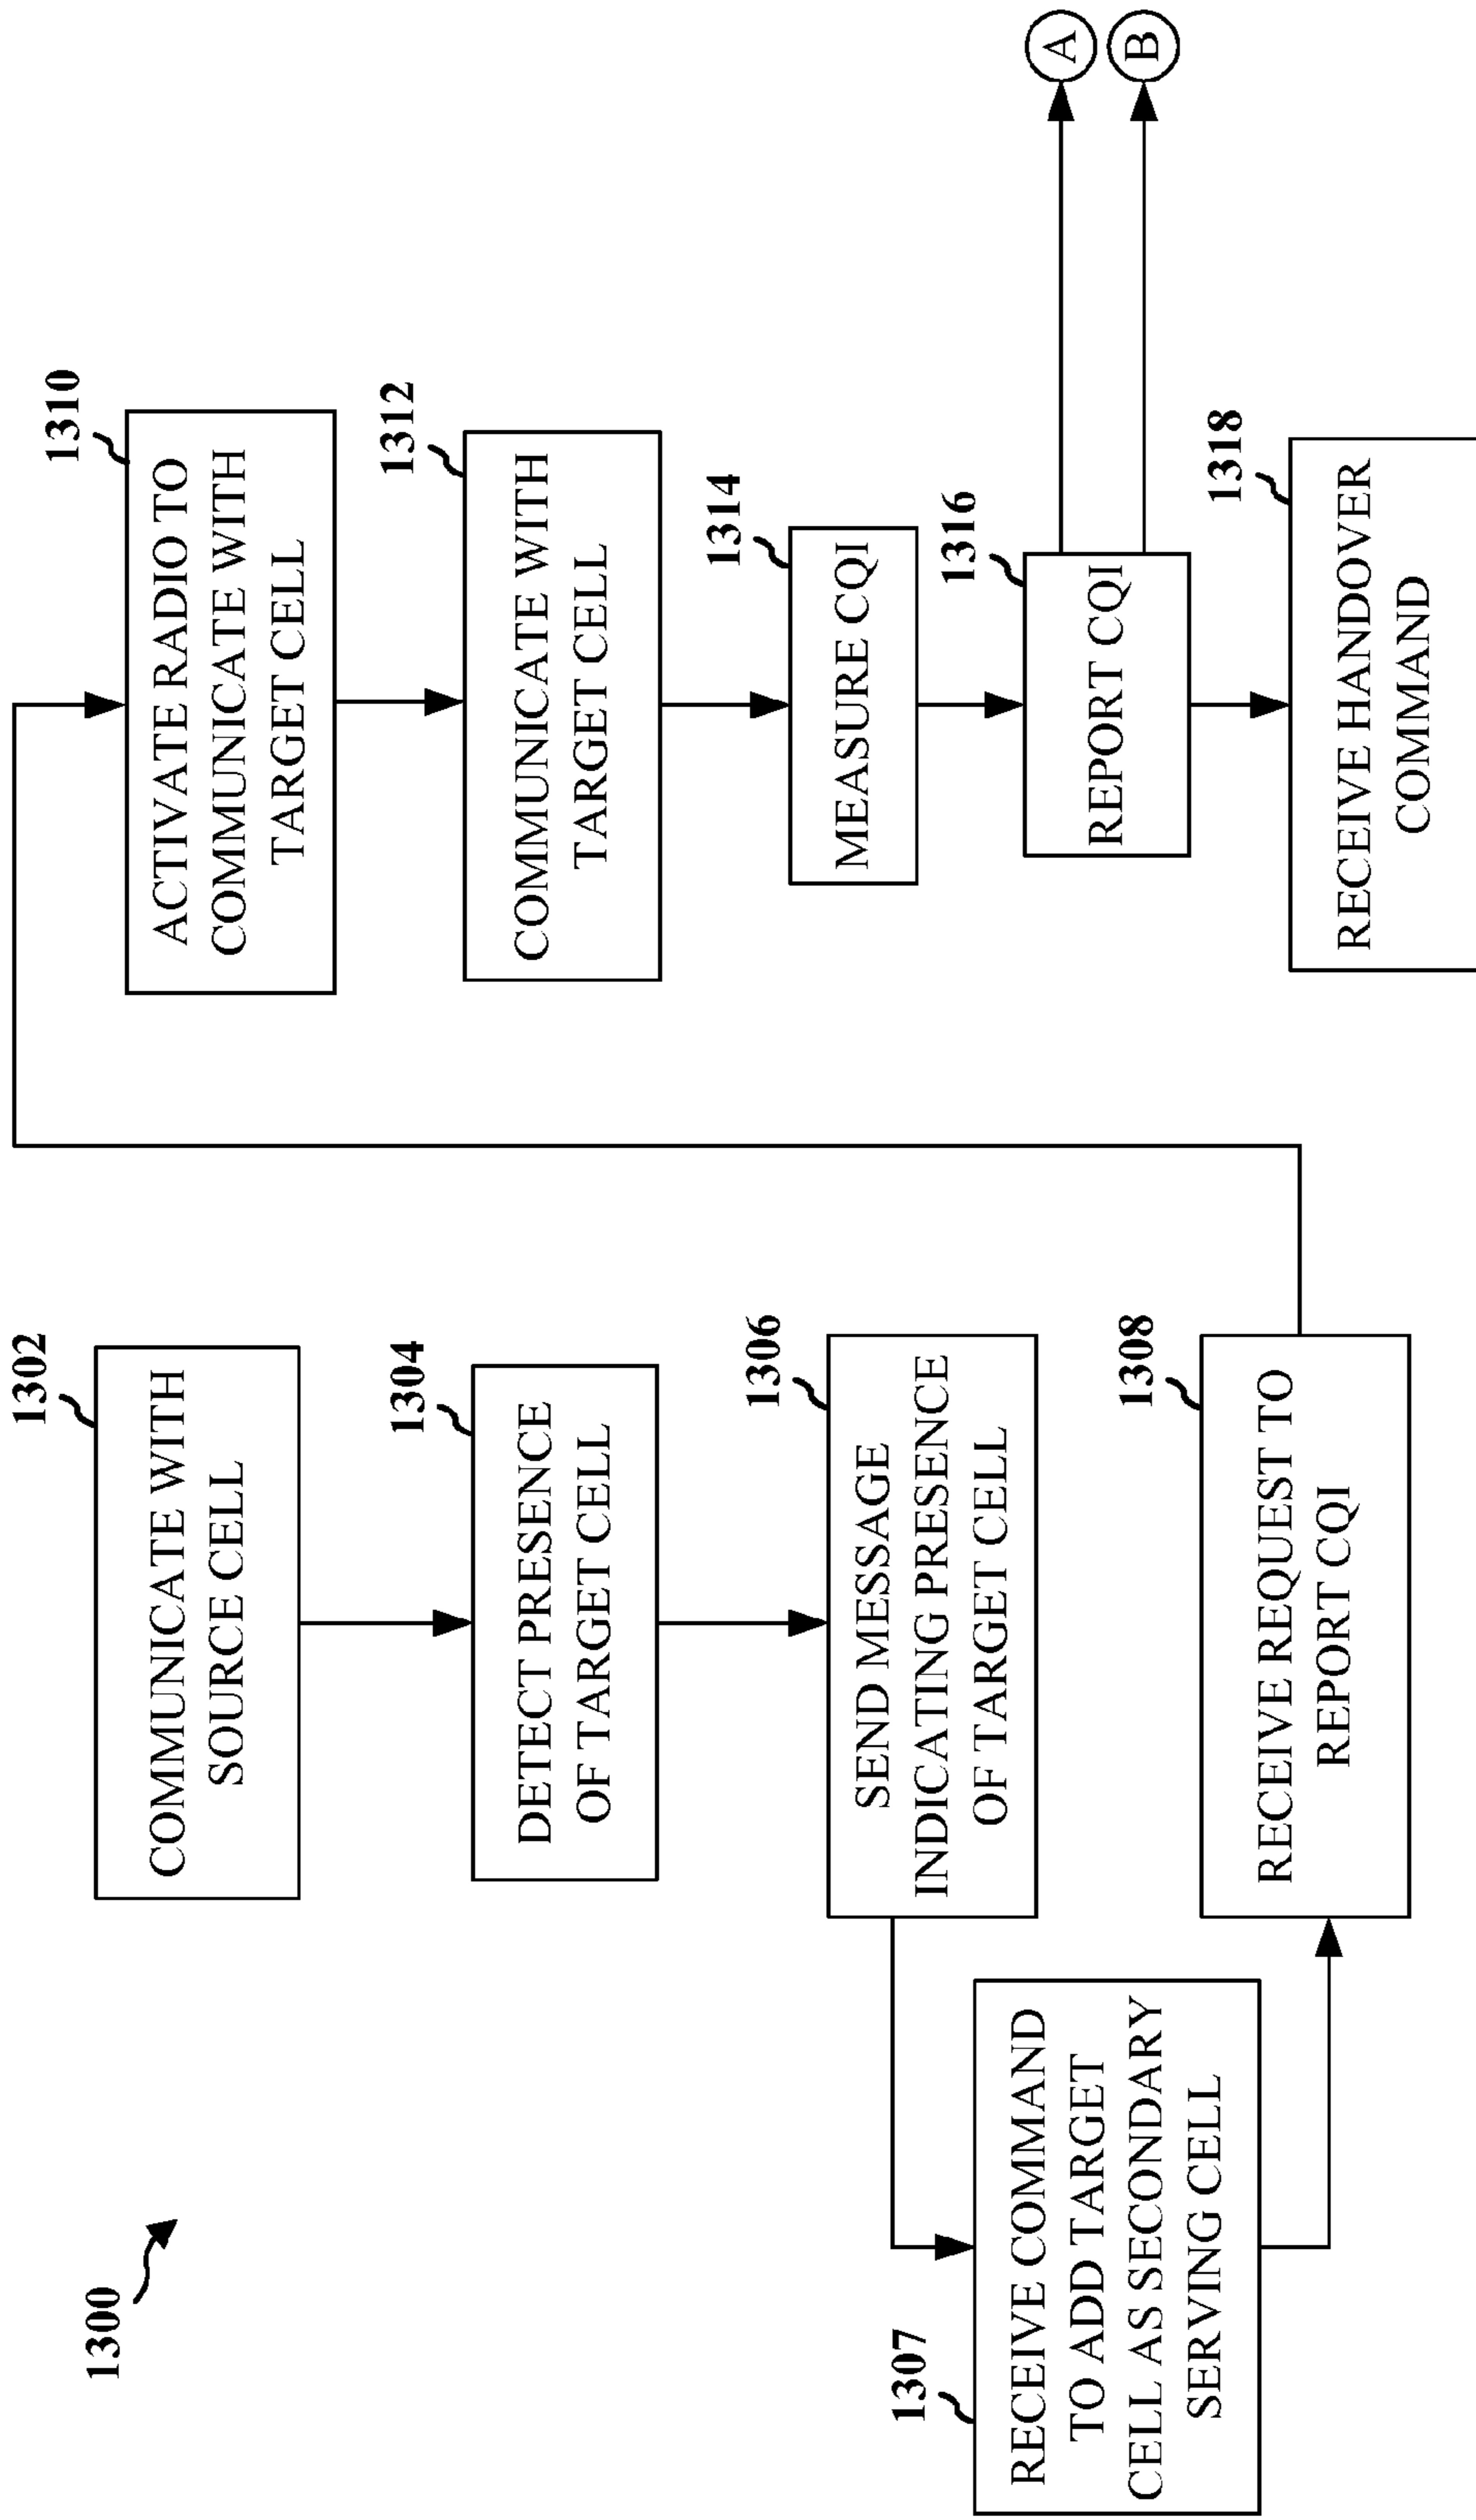 1300
1302
COMMUNICATE WITH
SOURCE CELL
1304
DETECT PRESENCE
OF TARGET CELL
1306
SEND MESSAGE
INDICATING PRESENCE
OF TARGET CELL
1307
RECEIVE COMMAND
TO ADD TARGET
CELL AS SECONDARY
SERVING CELL
1308
RECEIVE REQUEST TO
REPORT CQI
1310
ACTIVATE RADIO TO
COMMUNICATE WITH
TARGET CELL
1312
COMMUNICATE WITH
TARGET CELL
1314
MEASURE CQI
1316
REPORT CQI
A
B
1318
RECEIVE HANDOVER
COMMAND